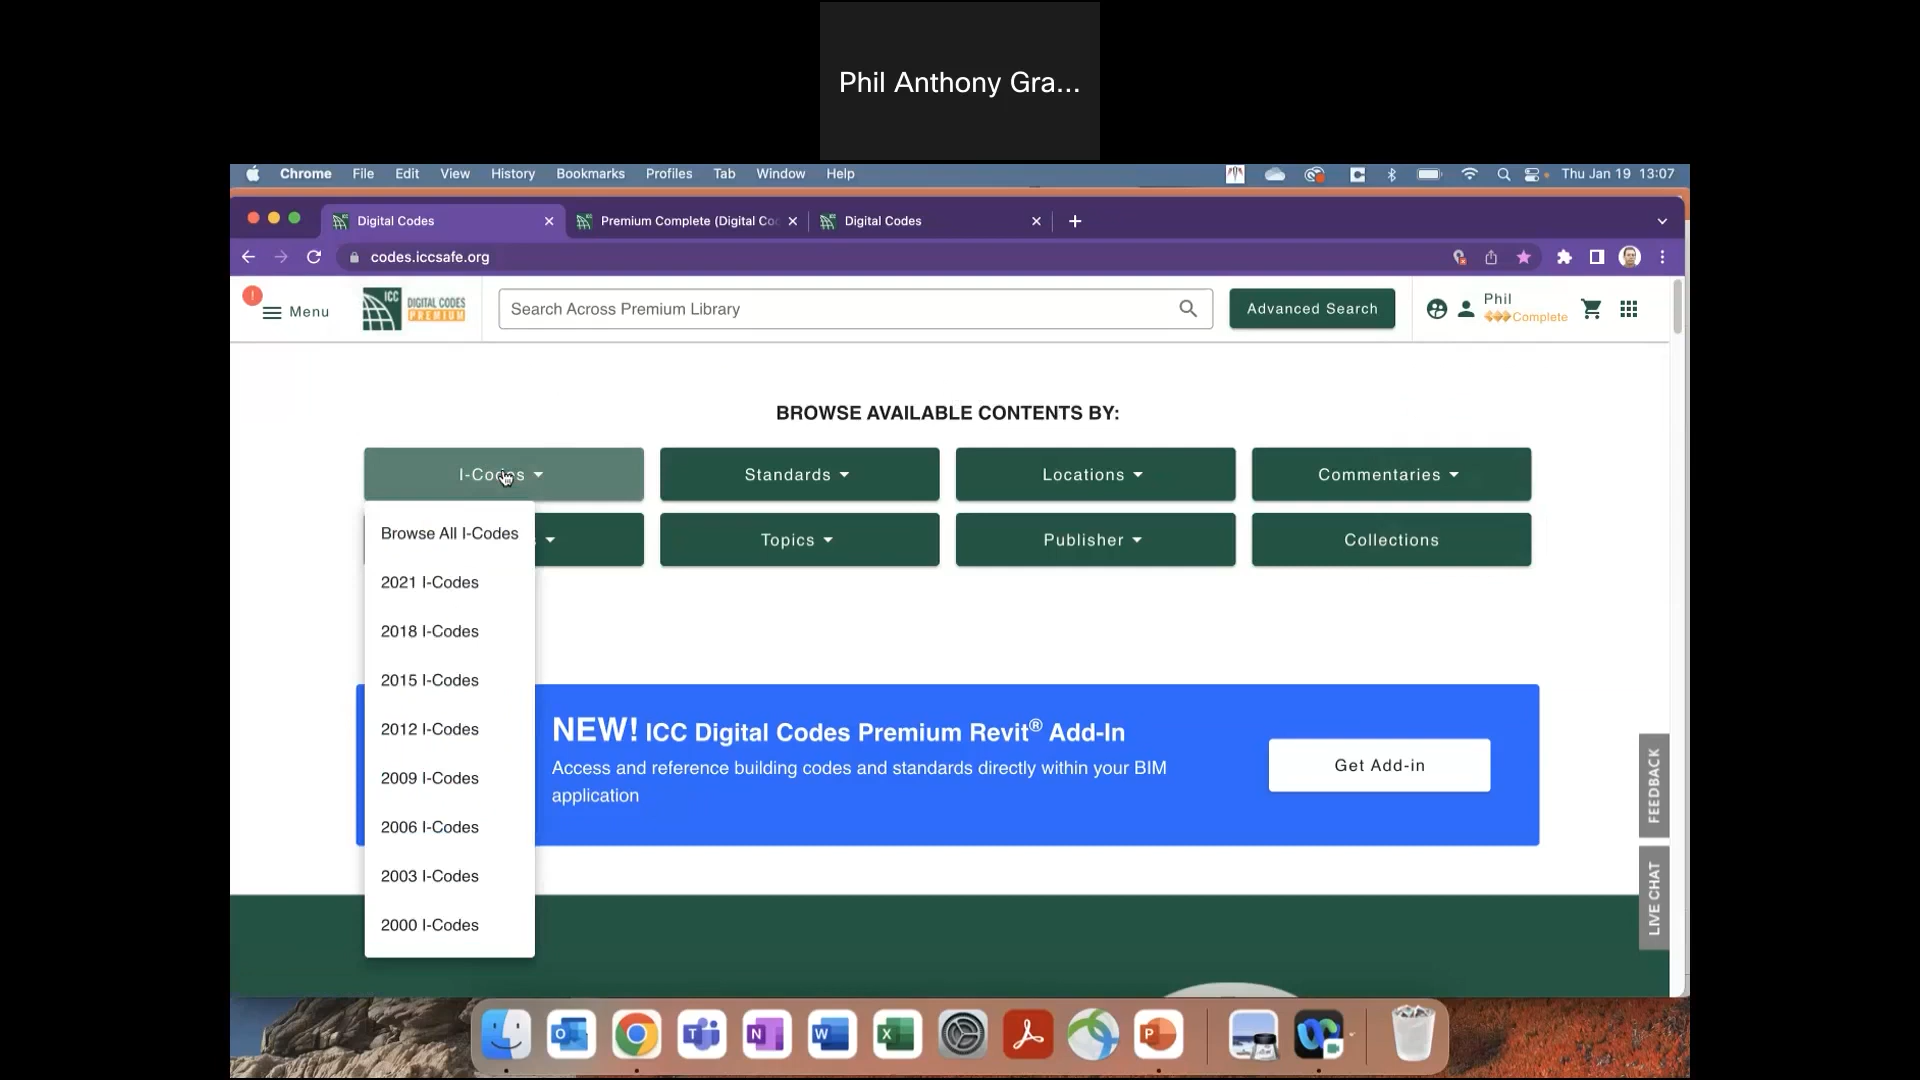 Phil Anthony Gra...
Chrome File Edit View History Bookmarks Profiles Tab Window Help Thu Jan 19 13:07
Digital Codes Premium Complete (Digital Co Digital Codes
codes.iccsafe.org
! Menu ICC DIGITAL CODES PREMIUM Search Across Premium Library Advanced Search Phil Complete
BROWSE AVAILABLE CONTENTS BY:
I-Codes Standards Locations Commentaries
Topics Publisher Collections
Browse All I-Codes
2021 I-Codes
2018 I-Codes
2015 I-Codes
2012 I-Codes
2009 I-Codes
2006 I-Codes
2003 I-Codes
2000 I-Codes
NEW! ICC Digital Codes Premium Revit® Add-In
Access and reference building codes and standards directly within your BIM
application
Get Add-in
FEEDBACK
LIVE CHAT